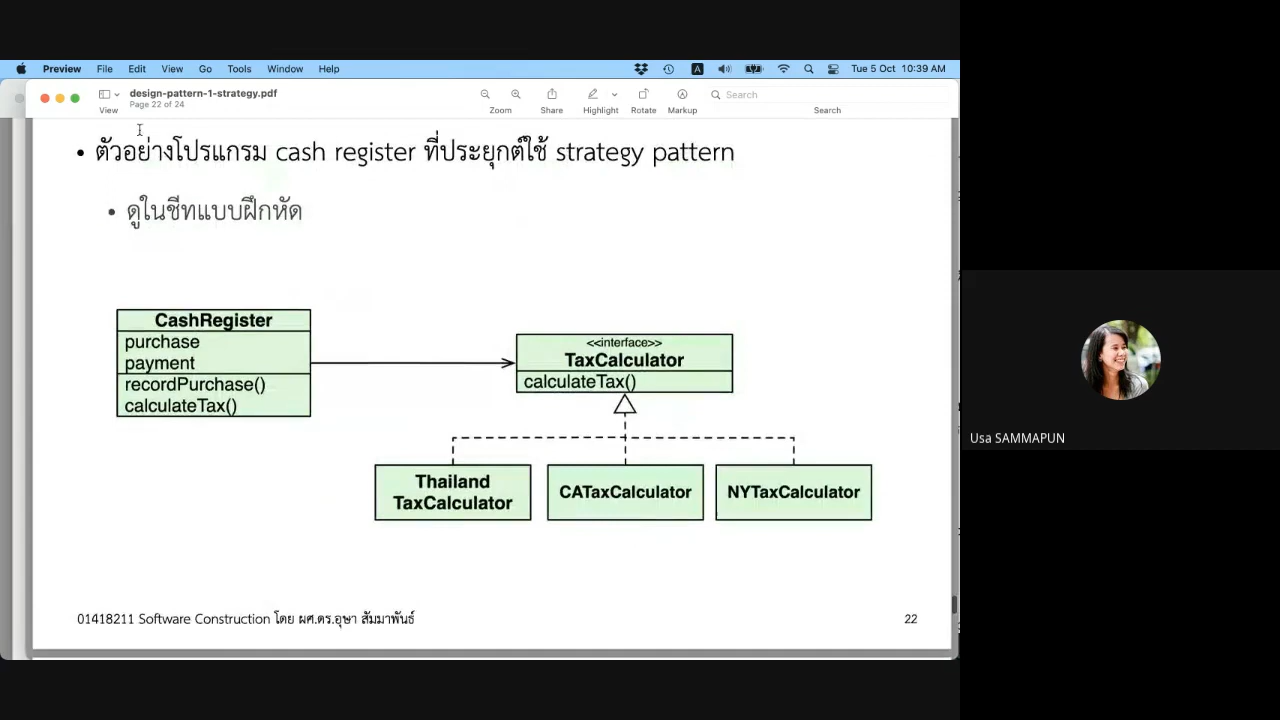 Preview File Edit View Go Tools Window Help Tue 5 Oct 10:39 AM
design-pattern-1-strategy.pdf
Page 22 of 24
View Zoom Share Highlight Rotate Markup Search
Search
• ตัวอย่างโปรแกรม cash register ที่ประยุกต์ใช้ strategy pattern
• ดูในชีทแบบฝึกหัด
CashRegister
purchase
payment
recordPurchase()
calculateTax()
<<interface>>
TaxCalculator
calculateTax()
Thailand
TaxCalculator
CATaxCalculator
NYTaxCalculator
01418211 Software Construction โดย ผศ.ดร.อุษา สัมมาพันธ์
22
Usa SAMMAPUN